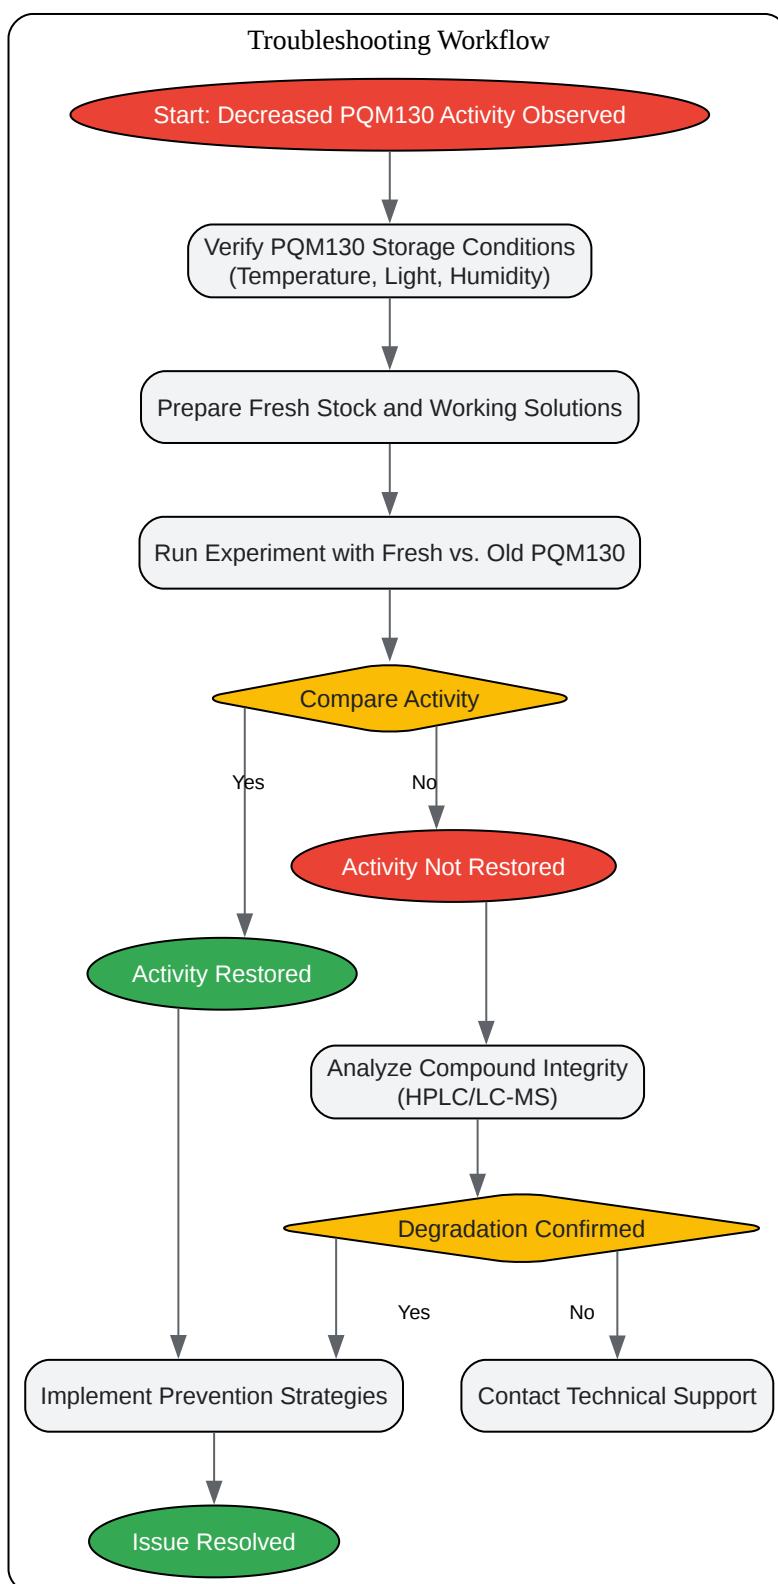 Troubleshooting Workflow
Start: Decreased PQM130 Activity Observed
Verify PQM130 Storage Conditions
(Temperature, Light, Humidity)
Prepare Fresh Stock and Working Solutions
Run Experiment with Fresh vs. Old PQM130
Compare Activity
Yes
No
Activity Not Restored
Activity Restored
Analyze Compound Integrity
(HPLC/LC-MS)
Degradation Confirmed
Yes
No
Implement Prevention Strategies
Contact Technical Support
Issue Resolved